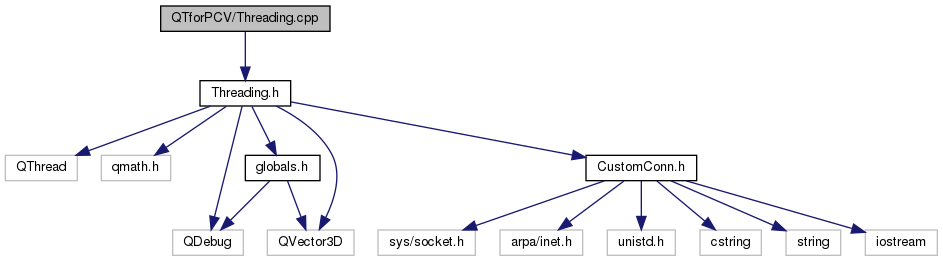 QTforPCV/Threading.cpp
Threading.h
QThread
qmath.h
globals.h
CustomConn.h
QDebug
QVector3D
sys/socket.h
arpa/inet.h
unistd.h
cstring
string
iostream